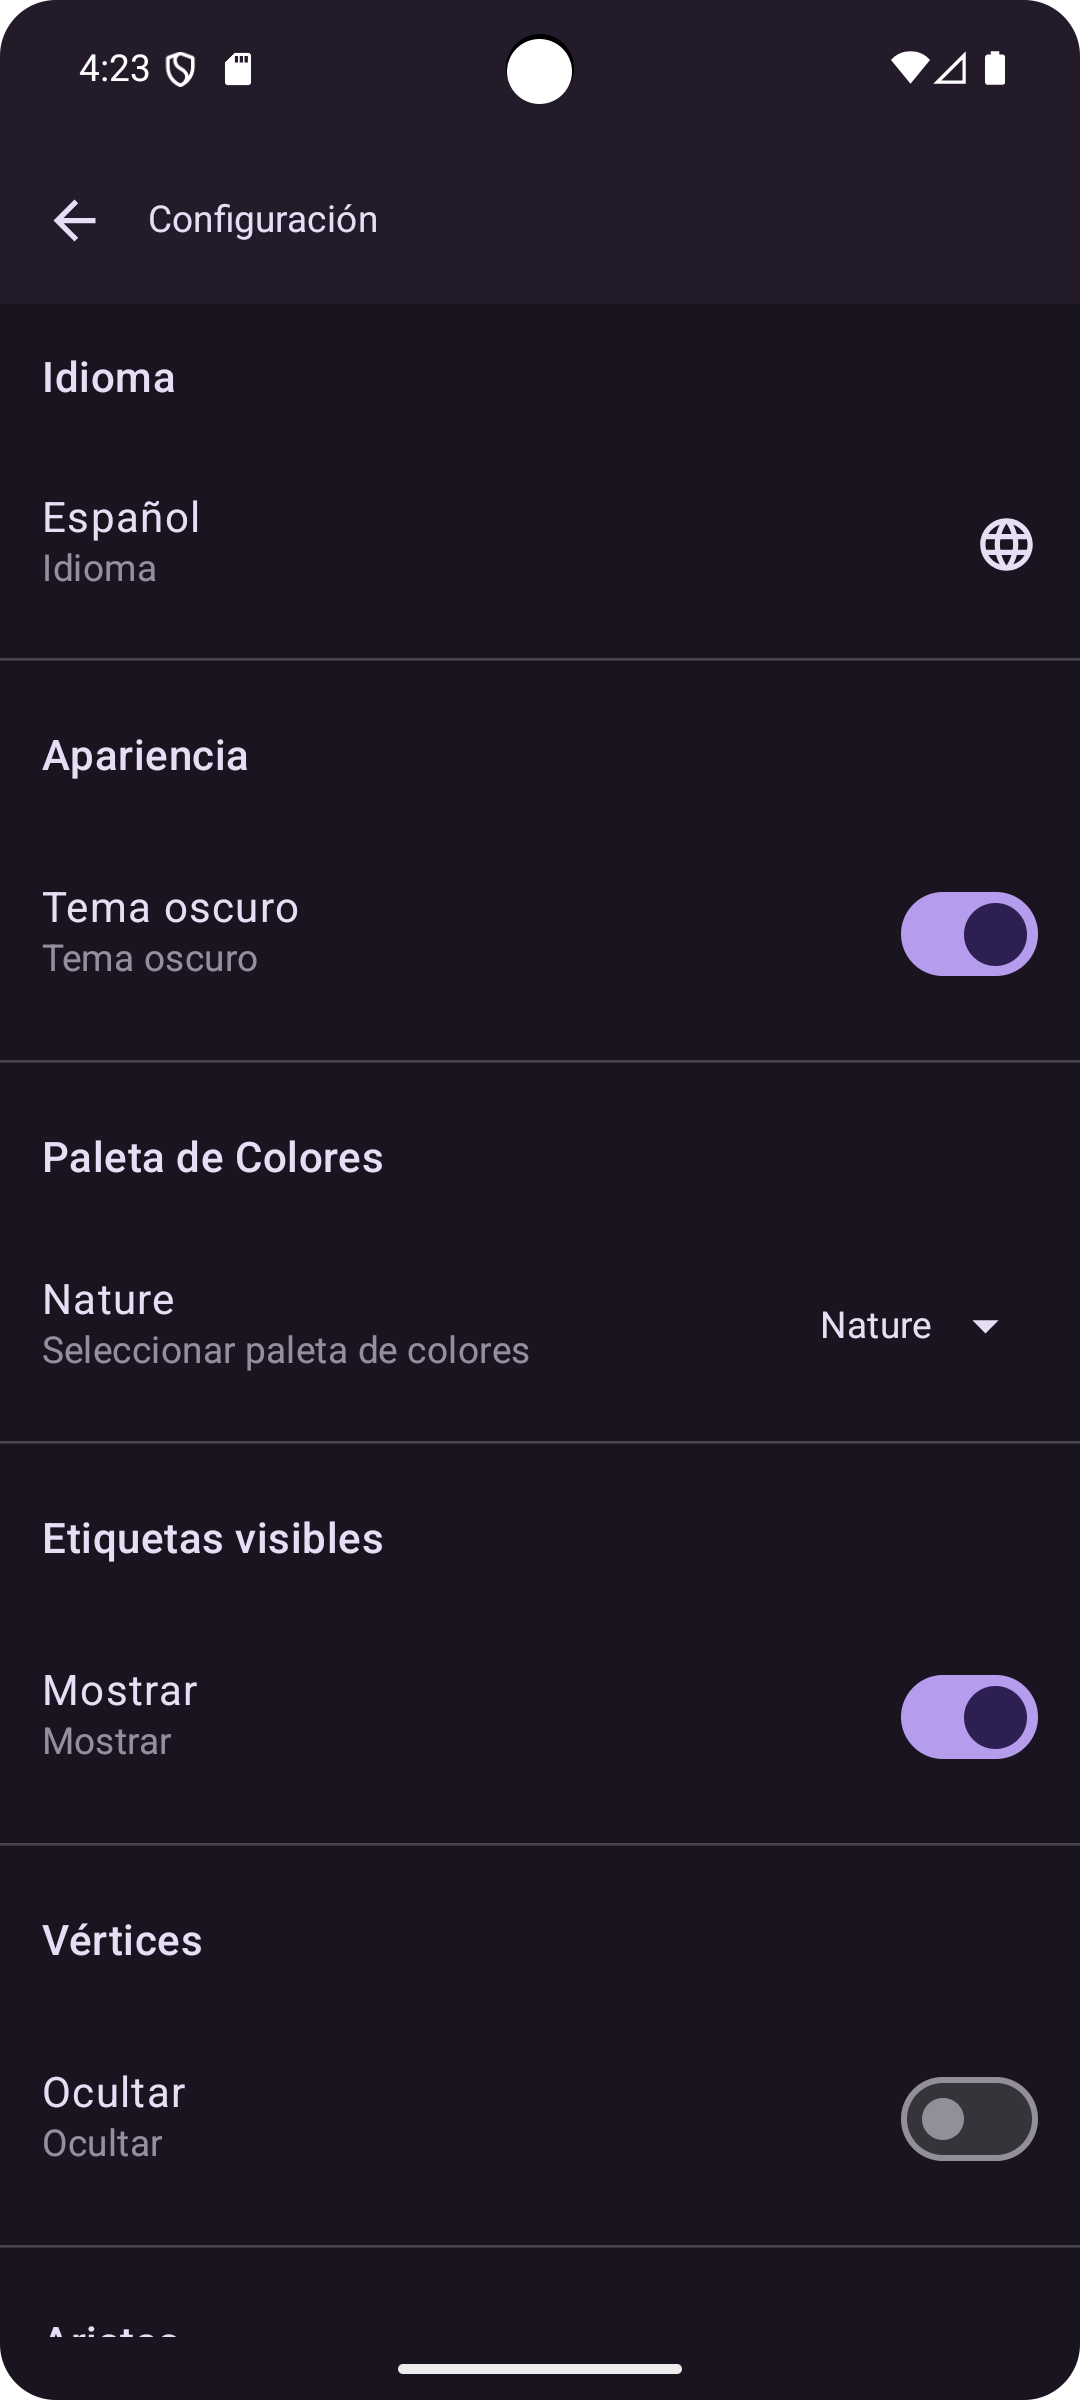 4:23
Configuración
Idioma
Español
Idioma
Apariencia
Tema oscuro
Tema oscuro
Paleta de Colores
Nature
Seleccionar paleta de colores
Nature
Etiquetas visibles
Mostrar
Mostrar
Vértices
Ocultar
Ocultar